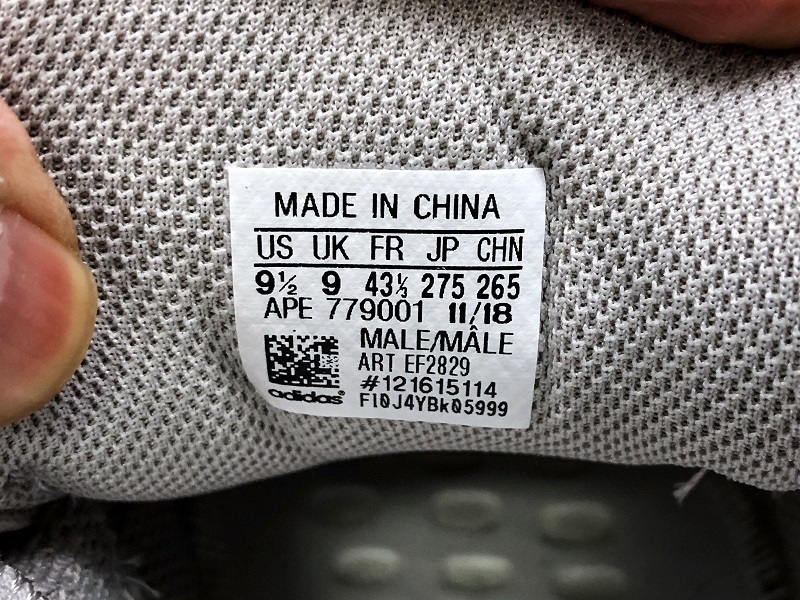 MADE IN CHINA
US UK FR JP CHN
9½ 9 43⅓ 275 265
APE 779001 11/18
MALE/MÂLE
ART EF2829
#121615114
adidas
F10J4YBk05999